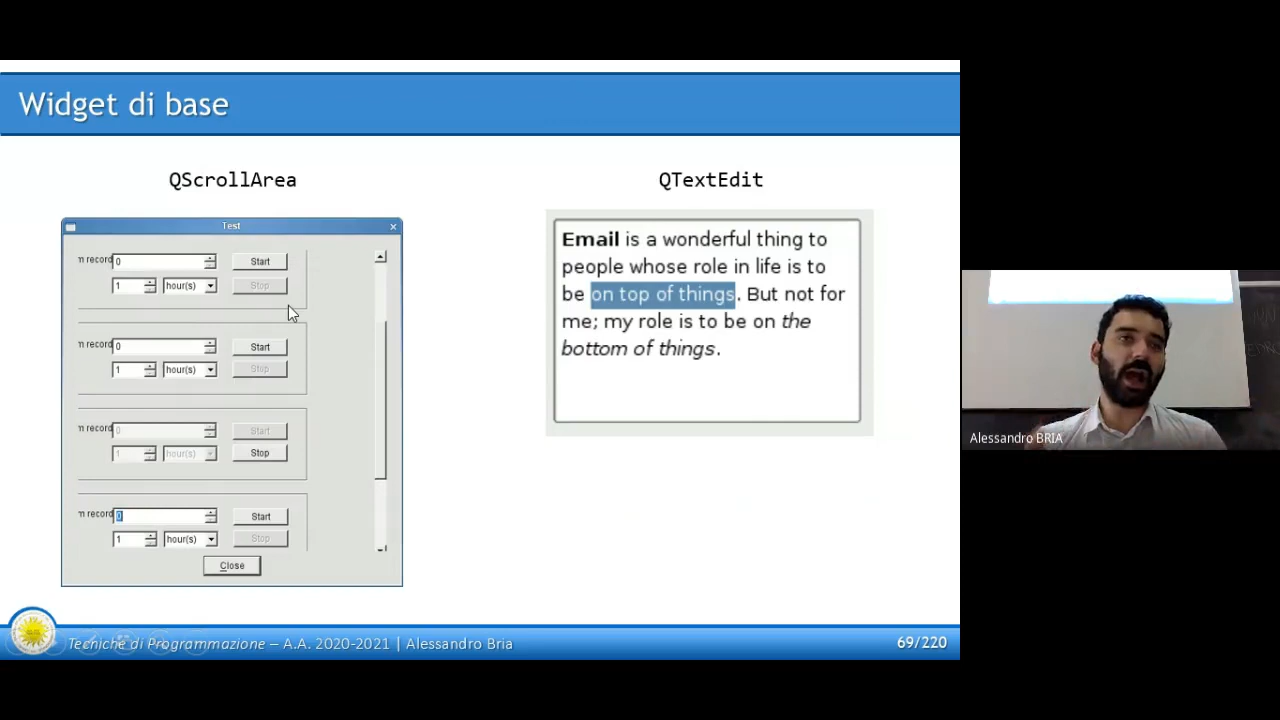 Widget di base
QScrollArea
QTextEdit
Test
n record 0
Start
1 hour(s)
Stop
n record 0
Start
1 hour(s)
Stop
n record 0
Start
1 hour(s)
Stop
n record 0
Start
1 hour(s)
Stop
Close
Email is a wonderful thing to
people whose role in life is to
be on top of things. But not for
me; my role is to be on the
bottom of things.
Alessandro BRIA
Tecniche di Programmazione – A.A. 2020-2021 | Alessandro Bria
69/220